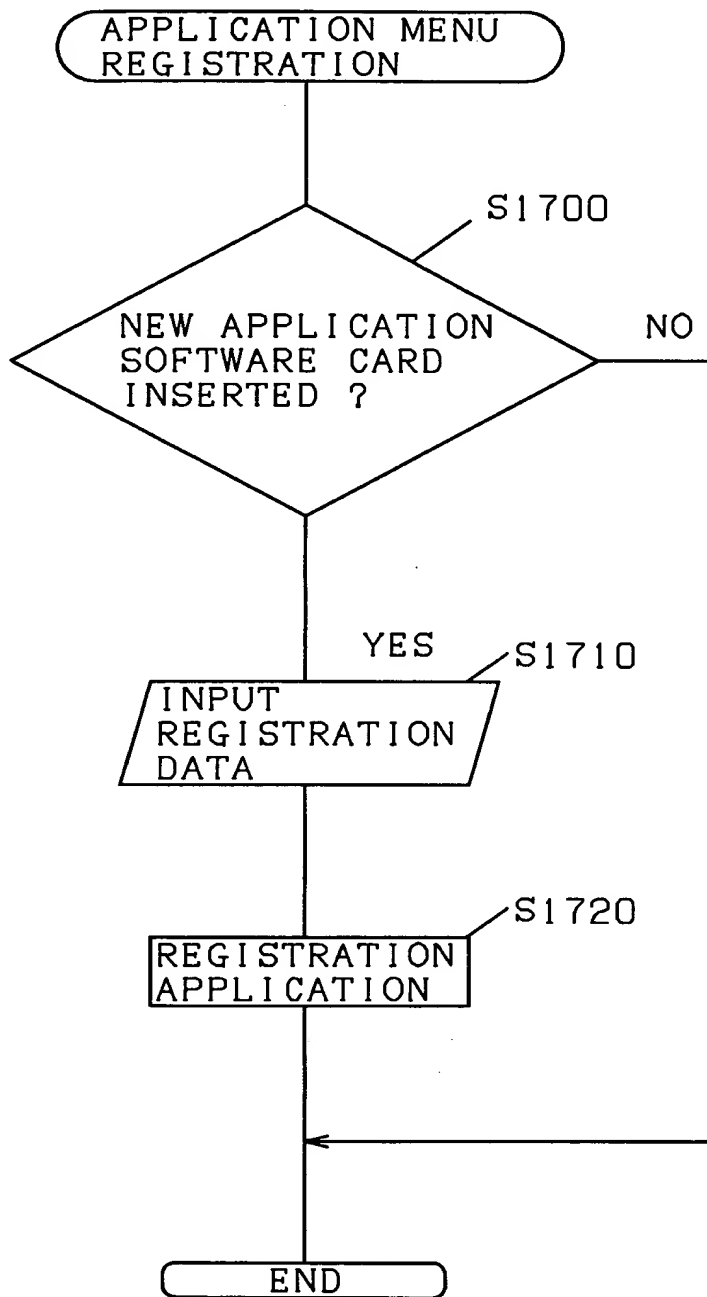 APPLICATION MENU
REGISTRATION
S1700
NEW APPLICATION
SOFTWARE CARD
INSERTED ?
NO
YES
S1710
INPUT
REGISTRATION
DATA
S1720
REGISTRATION
APPLICATION
END